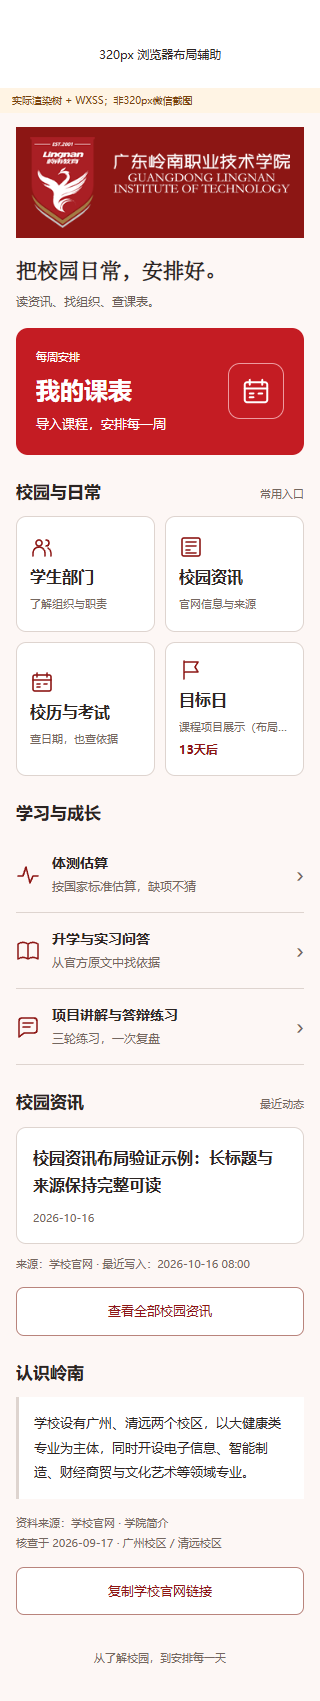 320px 浏览器布局辅助
实际渲染树 + WXSS；非320px微信截图
EST.2001
Lingnan
岭南教育
广东岭南职业技术学院
GUANGDONG LINGNAN
INSTITUTE OF TECHNOLOGY
把校园日常，安排好。
读资讯、找组织、查课表。
每周安排
我的课表
导入课程，安排每一周
校园与日常
常用入口
学生部门
了解组织与职责
校园资讯
官网信息与来源
校历与考试
查日期，也查依据
目标日
课程项目展示（布局...
13天后
学习与成长
体测估算
按国家标准估算，缺项不猜
›
升学与实习问答
从官方原文中找依据
›
项目讲解与答辩练习
三轮练习，一次复盘
›
校园资讯
最近动态
校园资讯布局验证示例：长标题与
来源保持完整可读
2026-10-16
来源：学校官网 · 最近写入：2026-10-16 08:00
查看全部校园资讯
认识岭南
学校设有广州、清远两个校区，以大健康类
专业为主体，同时开设电子信息、智能制
造、财经商贸与文化艺术等领域专业。
资料来源：学校官网 · 学院简介
核查于 2026-09-17 · 广州校区 / 清远校区
复制学校官网链接
从了解校园，到安排每一天